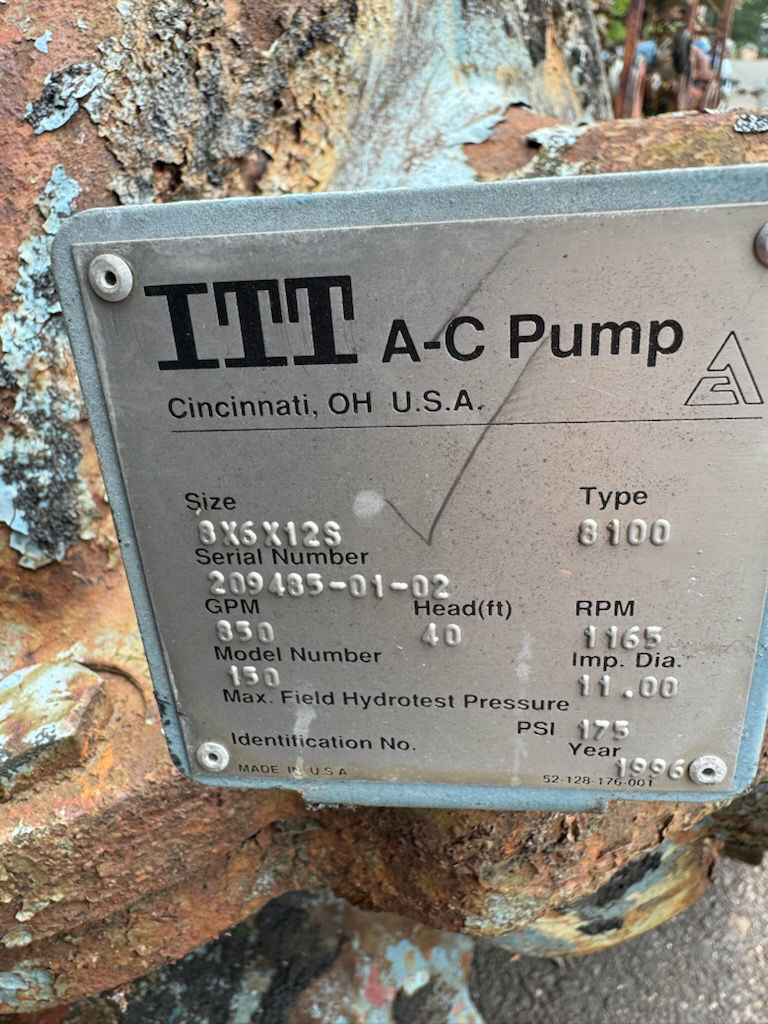 ITT A-C Pump
Cincinnati, OH U.S.A.
Size Type
8X6X12S 8100
Serial Number
209485-01-02
GPM Head(ft) RPM
850 40 1165
Model Number Imp. Dia.
150 11.00
Max. Field Hydrotest Pressure
PSI 175
Identification No. Year
1996
MADE IN U S A 52-128-176-001